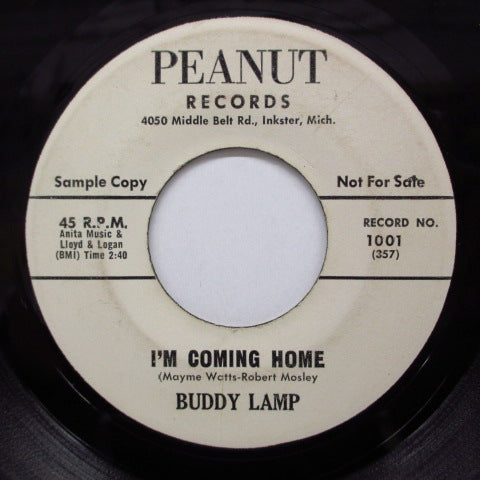 PEANUT
RECORDS
4050 Middle Belt Rd., Inkster, Mich.
Sample Copy
Not For Sale
45 R.P.M.
Anita Music &
Lloyd & Logan
(BMI) Time 2:40
RECORD NO.
1001
(357)
I'M COMING HOME
(Mayme Watts-Robert Mosley
BUDDY LAMP